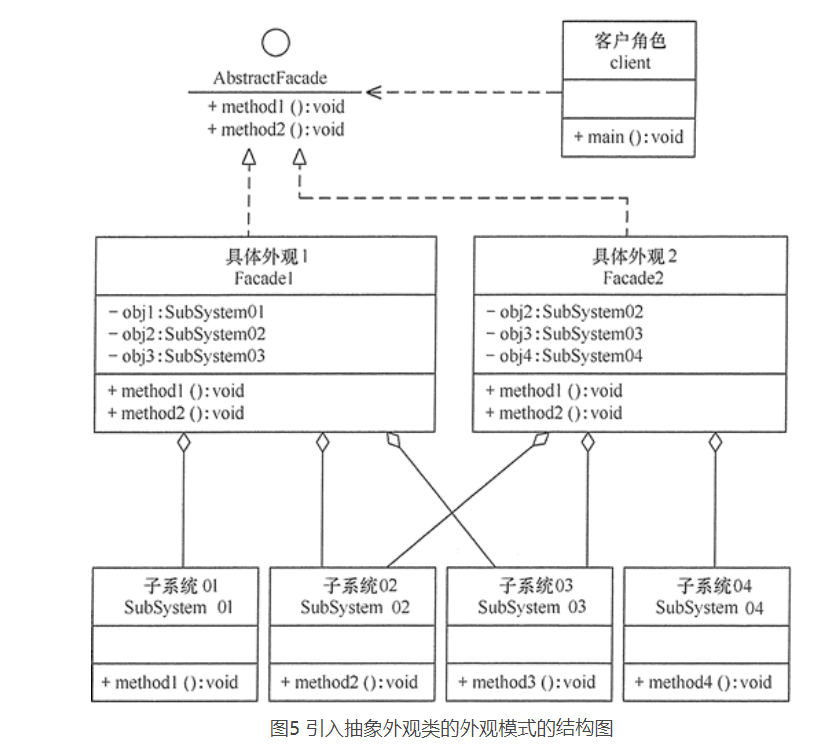 AbstractFacade
+ method1 ( ): void
+ method2 ( ): void
客户角色
client
+ main ( ): void
具体外观1
Facade1
- obj1:SubSystem01
- obj2:SubSystem02
- obj3:SubSystem03
+ method1 ( ): void
+ method2 ( ): void
具体外观2
Facade2
- obj2:SubSystem02
- obj3:SubSystem03
- obj4:SubSystem04
+ method1 ( ): void
+ method2 ( ): void
子系统 01
SubSystem 01
+ method1 ( ): void
子系统02
SubSystem 02
+ method2 ( ): void
子系统03
SubSystem 03
+ method3 ( ): void
子系统04
SubSystem 04
+ method4 ( ): void
图5 引入抽象外观类的外观模式的结构图